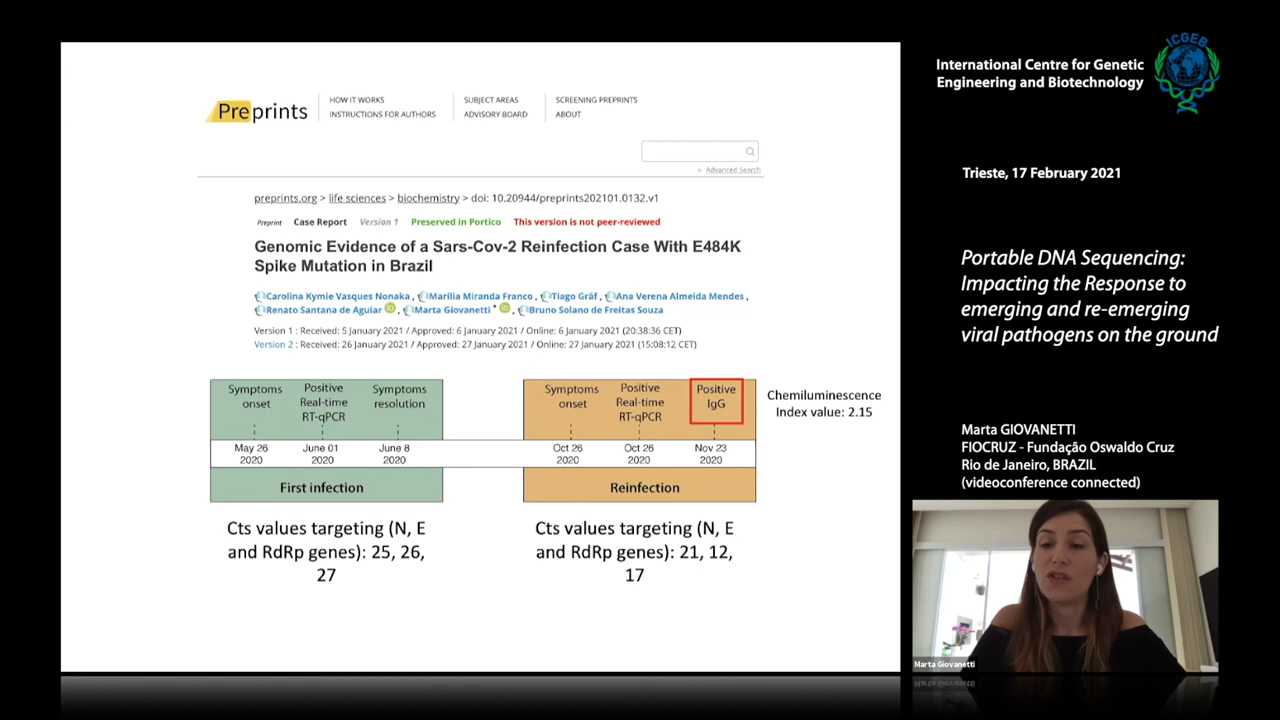 Preprints
HOW IT WORKS
INSTRUCTIONS FOR AUTHORS
SUBJECT AREAS
ADVISORY BOARD
SCREENING PREPRINTS
ABOUT
» Advanced Search
preprints.org > life sciences > biochemistry > doi: 10.20944/preprints202101.0132.v1
Preprint Case Report Version 1 Preserved in Portico This version is not peer-reviewed
Genomic Evidence of a Sars-Cov-2 Reinfection Case With E484K
Spike Mutation in Brazil
Carolina Kymie Vasques Nonaka , Marilia Miranda Franco , Tiago Gräf , Ana Verena Almeida Mendes ,
Renato Santana de Aguiar iD , Marta Giovanetti * iD , Bruno Solano de Freitas Souza
Version 1 : Received: 5 January 2021 / Approved: 6 January 2021 / Online: 6 January 2021 (20:38:36 CET)
Version 2 : Received: 26 January 2021 / Approved: 27 January 2021 / Online: 27 January 2021 (15:08:12 CET)
Symptoms
onset
Positive
Real-time
RT-qPCR
Symptoms
resolution
May 26
2020
June 01
2020
June 8
2020
First infection
Cts values targeting (N, E
and RdRp genes): 25, 26,
27
Symptoms
onset
Positive
Real-time
RT-qPCR
Positive
IgG
Oct 26
2020
Oct 26
2020
Nov 23
2020
Reinfection
Cts values targeting (N, E
and RdRp genes): 21, 12,
17
Chemiluminescence
Index value: 2.15
International Centre for Genetic
Engineering and Biotechnology
ICGEB
Trieste, 17 February 2021
Portable DNA Sequencing:
Impacting the Response to
emerging and re-emerging
viral pathogens on the ground
Marta GIOVANETTI
FIOCRUZ - Fundação Oswaldo Cruz
Rio de Janeiro, BRAZIL
(videoconference connected)
Marta Giovanetti